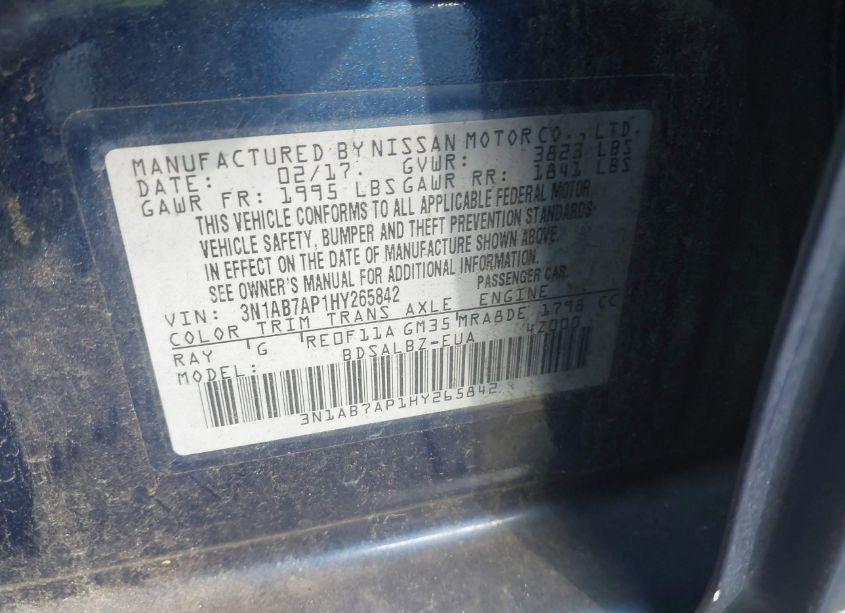 MANUFACTURED BY NISSAN MOTOR CO., LTD.
DATE: 02/17. GVWR: 3823 LBS
GAWR FR: 1995 LBS GAWR RR: 1841 LBS
THIS VEHICLE CONFORMS TO ALL APPLICABLE FEDERAL MOTOR
VEHICLE SAFETY, BUMPER AND THEFT PREVENTION STANDARDS
IN EFFECT ON THE DATE OF MANUFACTURE SHOWN ABOVE.
SEE OWNER'S MANUAL FOR ADDITIONAL INFORMATION.
VIN: 3N1AB7AP1HY265842 PASSENGER CAR
COLOR TRIM TRANS AXLE ENGINE
RAY G RE0F11A GM35 MRA8DE 1798 CC
MODEL: BDSALBZ-EUA 4Z000
3N1AB7AP1HY265842